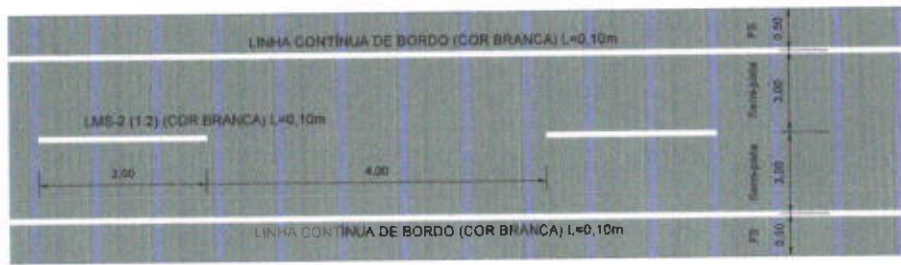 LINHA CONTÍNUA DE BORDO (COR BRANCA) L=0,10m
LMS-2 (1:2) (COR BRANCA) L=0,10m
2,00
4,00
LINHA CONTÍNUA DE BORDO (COR BRANCA) L=0,10m
FS
0,50
Semi-pista
3,00
Semi-pista
3,00
FS
0,50